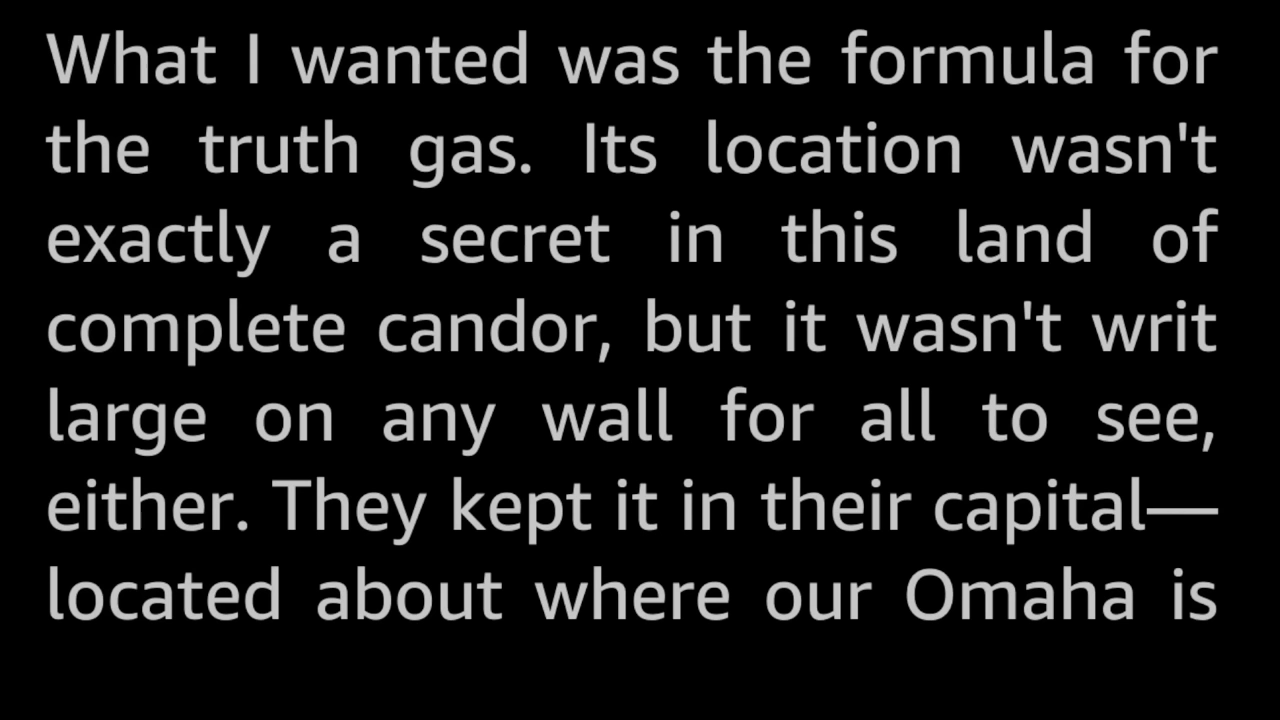 What I wanted was the formula for
the truth gas. Its location wasn't
exactly a secret in this land of
complete candor, but it wasn't writ
large on any wall for all to see,
either. They kept it in their capital—
located about where our Omaha is